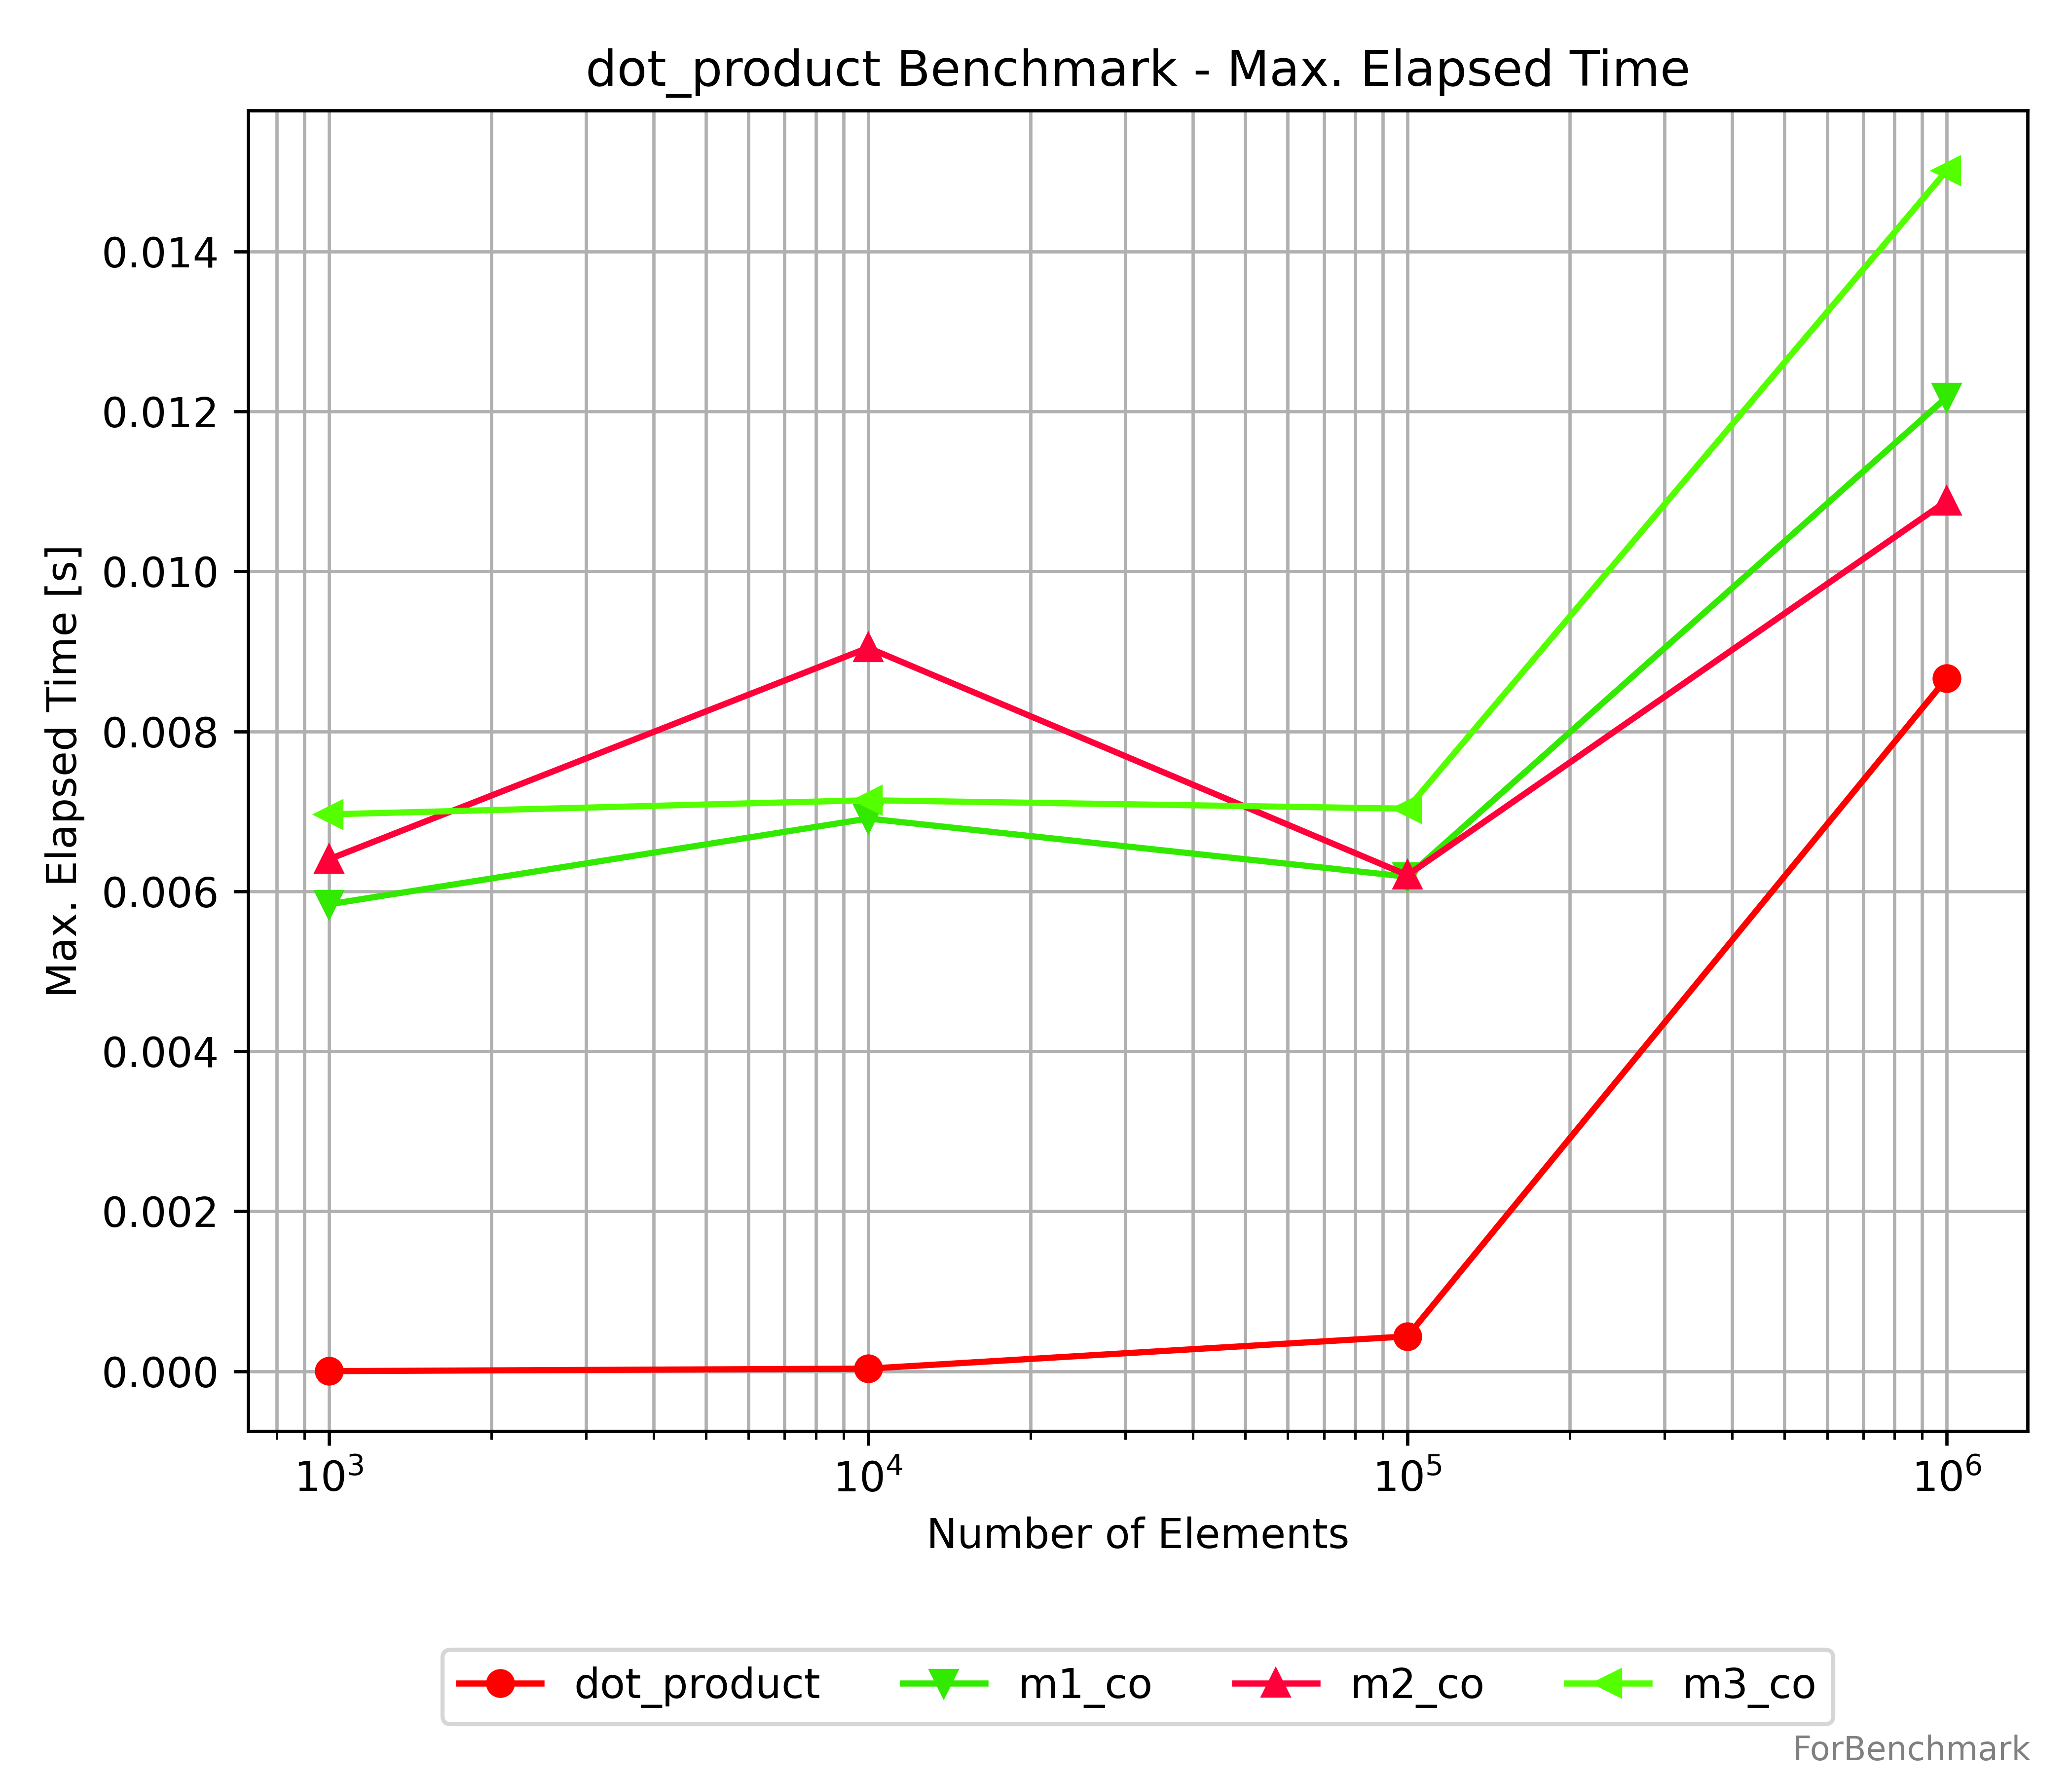 dot_product Benchmark - Max. Elapsed Time
Max. Elapsed Time [s]
0.014
0.012
0.010
0.008
0.006
0.004
0.002
0.000
10³ 10⁴ 10⁵ 10⁶
Number of Elements
dot_product m1_co m2_co m3_co
ForBenchmark